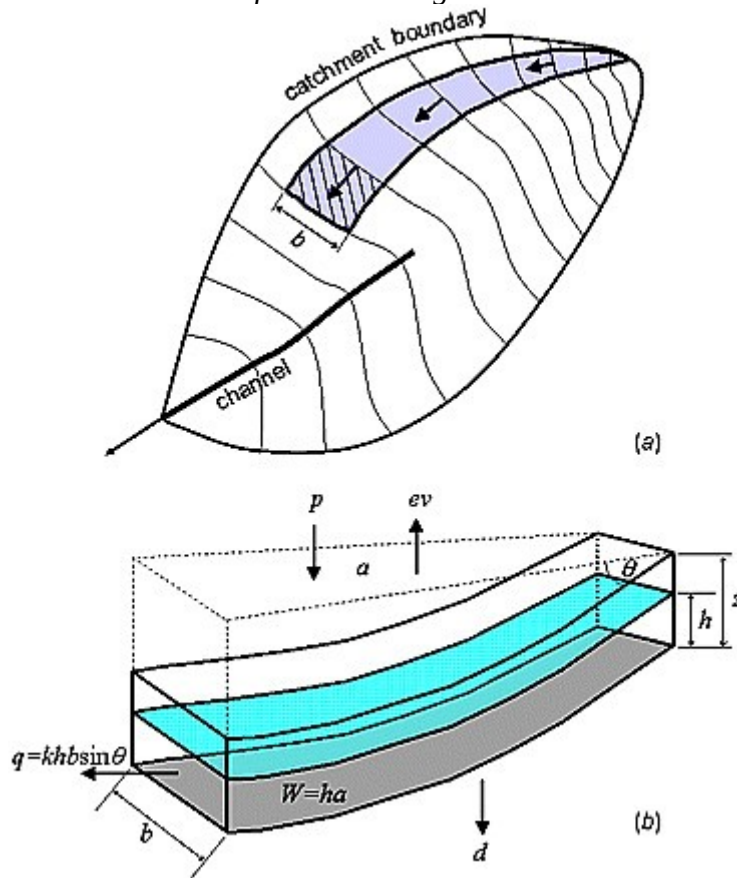 catchment boundary
b
channel
(a)
p
ev
a
θ
h
q=khbsinθ
W=ha
b
d
(b)